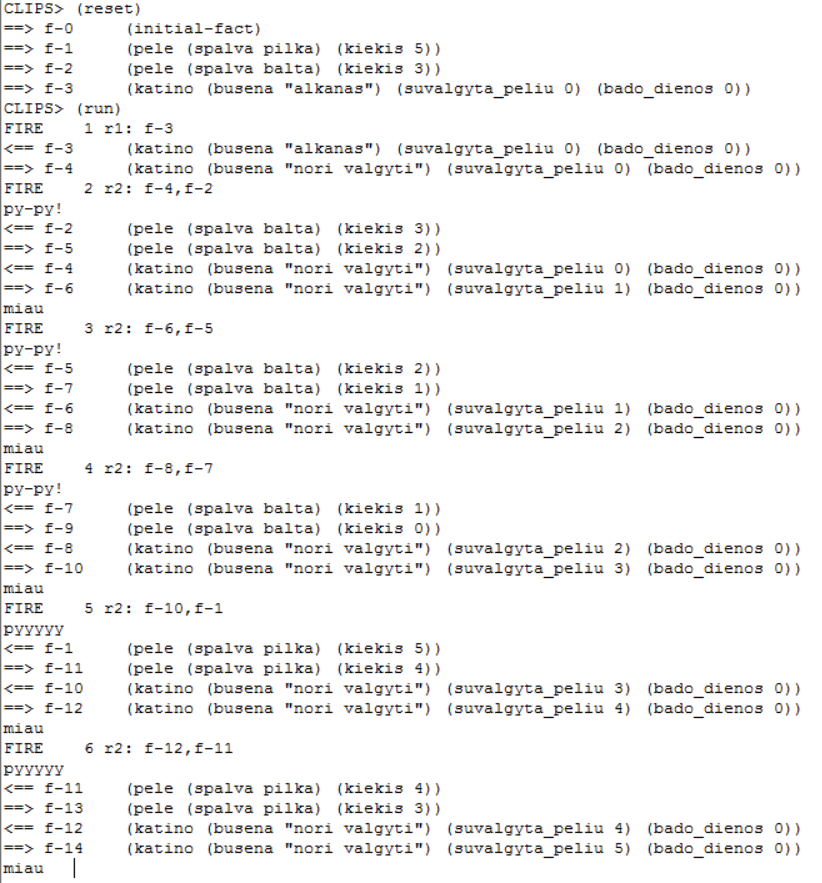 CLIPS> (reset)
==> f-0     (initial-fact)
==> f-1     (pele (spalva pilka) (kiekis 5))
==> f-2     (pele (spalva balta) (kiekis 3))
==> f-3     (katino (busena "alkanas") (suvalgyta_peliu 0) (bado_dienos 0))
CLIPS> (run)
FIRE    1 r1: f-3
<== f-3     (katino (busena "alkanas") (suvalgyta_peliu 0) (bado_dienos 0))
==> f-4     (katino (busena "nori valgyti") (suvalgyta_peliu 0) (bado_dienos 0))
FIRE    2 r2: f-4,f-2
py-py!
<== f-2     (pele (spalva balta) (kiekis 3))
==> f-5     (pele (spalva balta) (kiekis 2))
<== f-4     (katino (busena "nori valgyti") (suvalgyta_peliu 0) (bado_dienos 0))
==> f-6     (katino (busena "nori valgyti") (suvalgyta_peliu 1) (bado_dienos 0))
miau
FIRE    3 r2: f-6,f-5
py-py!
<== f-5     (pele (spalva balta) (kiekis 2))
==> f-7     (pele (spalva balta) (kiekis 1))
<== f-6     (katino (busena "nori valgyti") (suvalgyta_peliu 1) (bado_dienos 0))
==> f-8     (katino (busena "nori valgyti") (suvalgyta_peliu 2) (bado_dienos 0))
miau
FIRE    4 r2: f-8,f-7
py-py!
<== f-7     (pele (spalva balta) (kiekis 1))
==> f-9     (pele (spalva balta) (kiekis 0))
<== f-8     (katino (busena "nori valgyti") (suvalgyta_peliu 2) (bado_dienos 0))
==> f-10    (katino (busena "nori valgyti") (suvalgyta_peliu 3) (bado_dienos 0))
miau
FIRE    5 r2: f-10,f-1
pyyyyy
<== f-1     (pele (spalva pilka) (kiekis 5))
==> f-11    (pele (spalva pilka) (kiekis 4))
<== f-10    (katino (busena "nori valgyti") (suvalgyta_peliu 3) (bado_dienos 0))
==> f-12    (katino (busena "nori valgyti") (suvalgyta_peliu 4) (bado_dienos 0))
miau
FIRE    6 r2: f-12,f-11
pyyyyy
<== f-11    (pele (spalva pilka) (kiekis 4))
==> f-13    (pele (spalva pilka) (kiekis 3))
<== f-12    (katino (busena "nori valgyti") (suvalgyta_peliu 4) (bado_dienos 0))
==> f-14    (katino (busena "nori valgyti") (suvalgyta_peliu 5) (bado_dienos 0))
miau